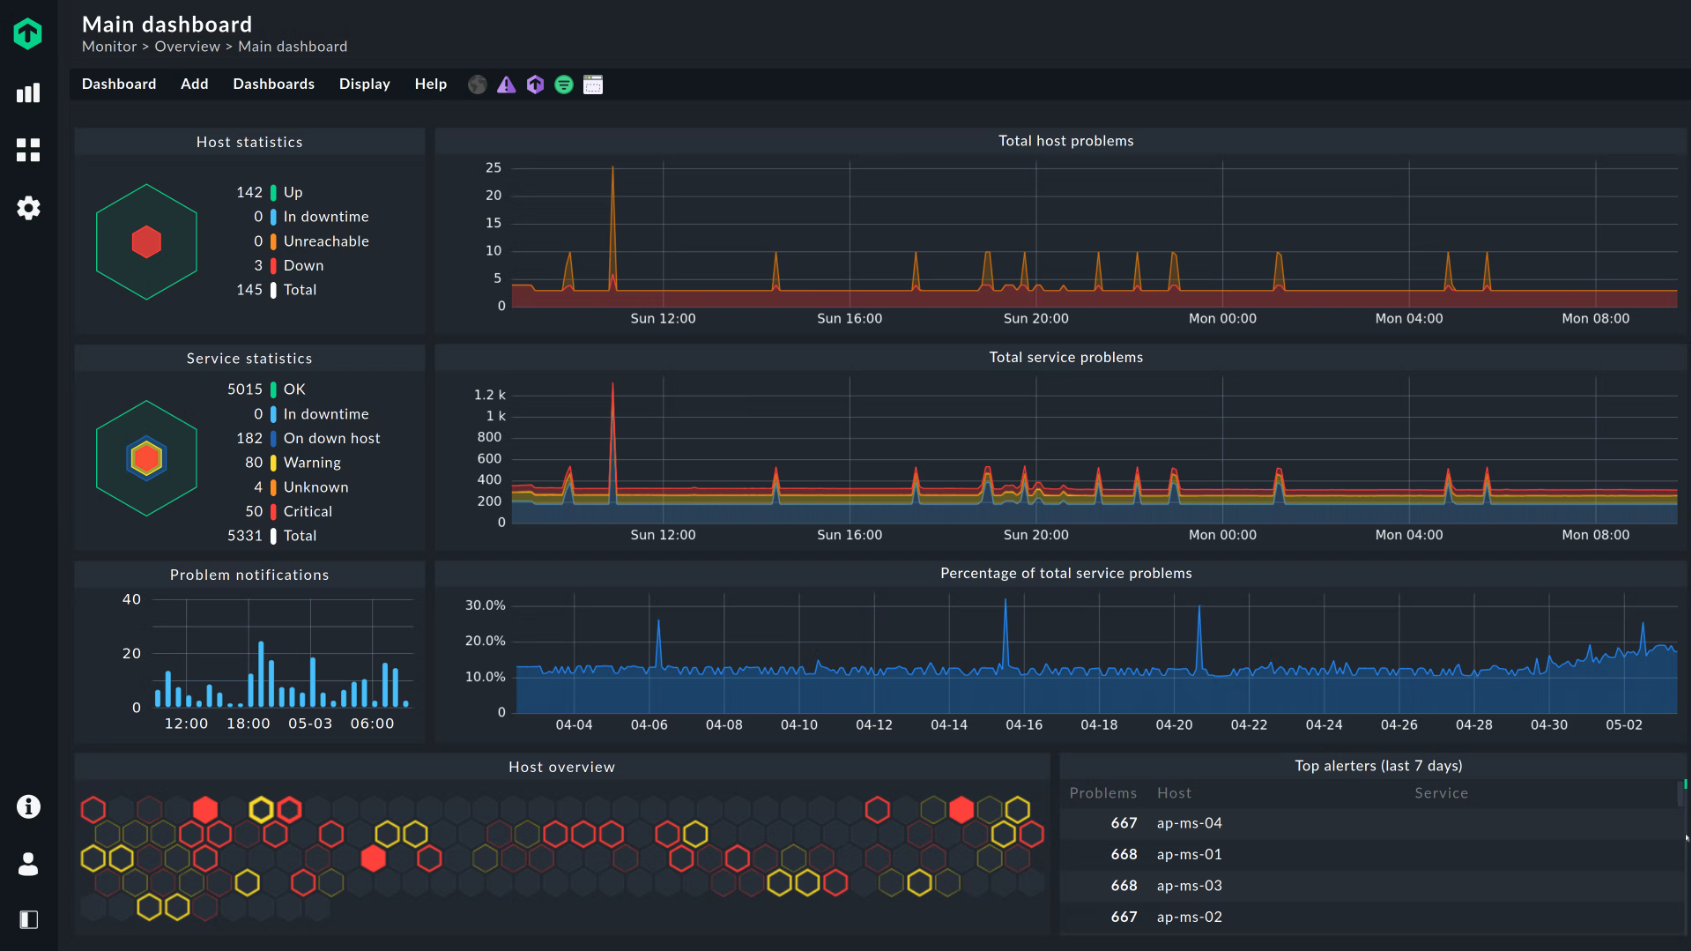 Main dashboard
Monitor > Overview > Main dashboard
Dashboard Add Dashboards Display Help
Host statistics
142 Up
0 In downtime
0 Unreachable
3 Down
145 Total
Total host problems
25
20
15
10
5
0
Sun 12:00 Sun 16:00 Sun 20:00 Mon 00:00 Mon 04:00 Mon 08:00
Service statistics
5015 OK
0 In downtime
182 On down host
80 Warning
4 Unknown
50 Critical
5331 Total
Total service problems
1.2 k
1 k
800
600
400
200
0
Sun 12:00 Sun 16:00 Sun 20:00 Mon 00:00 Mon 04:00 Mon 08:00
Problem notifications
40
20
0
12:00 18:00 05-03 06:00
Percentage of total service problems
30.0%
20.0%
10.0%
0
04-04 04-06 04-08 04-10 04-12 04-14 04-16 04-18 04-20 04-22 04-24 04-26 04-28 04-30 05-02
Host overview
Top alerters (last 7 days)
Problems Host Service
667 ap-ms-04
668 ap-ms-01
668 ap-ms-03
667 ap-ms-02